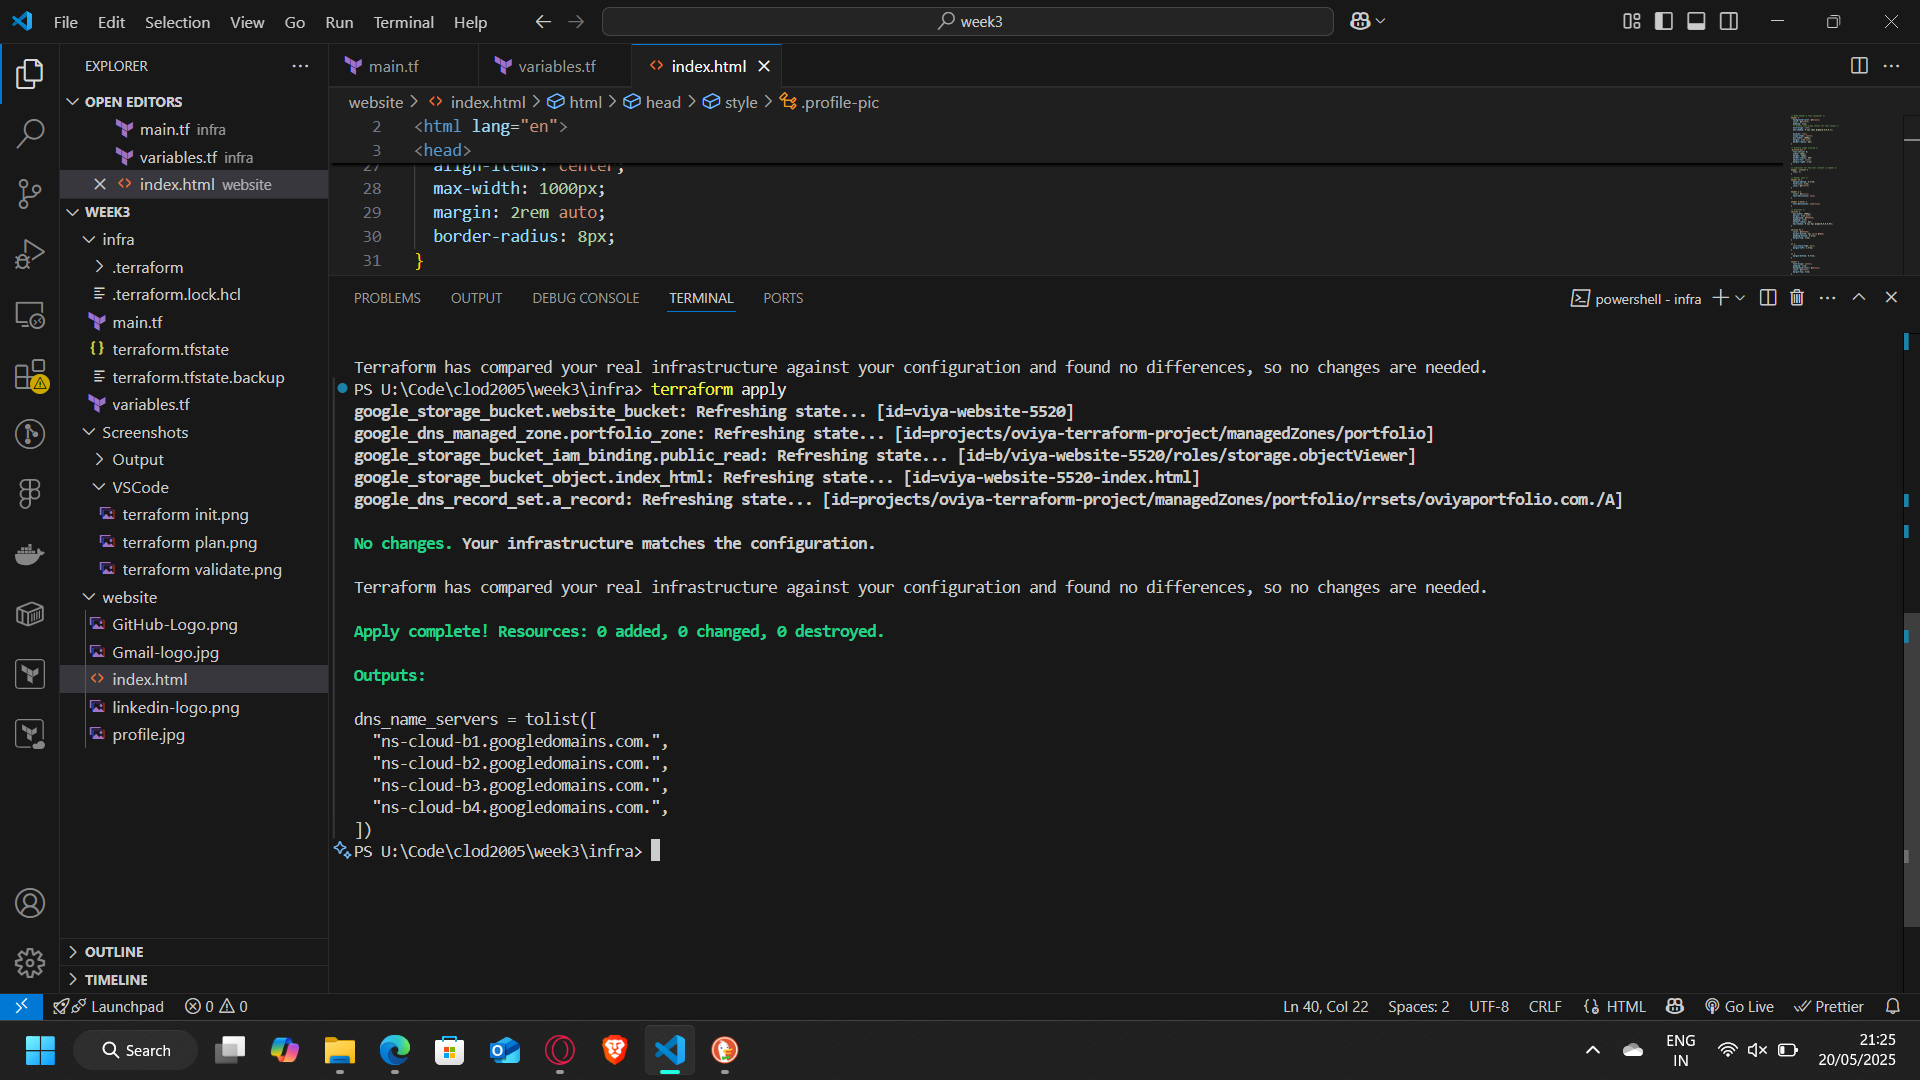 File Edit Selection View Go Run Terminal Help
week3
EXPLORER
OPEN EDITORS
main.tf infra
variables.tf infra
index.html website
WEEK3
infra
.terraform
.terraform.lock.hcl
main.tf
terraform.tfstate
terraform.tfstate.backup
variables.tf
Screenshots
Output
VSCode
terraform init.png
terraform plan.png
terraform validate.png
website
GitHub-Logo.png
Gmail-logo.jpg
index.html
linkedin-logo.png
profile.jpg
OUTLINE
TIMELINE
main.tf
variables.tf
index.html
website > index.html > html > head > style > .profile-pic
2 <html lang="en">
3 <head>
27 align-items: center;
28 max-width: 1000px;
29 margin: 2rem auto;
30 border-radius: 8px;
31 }
PROBLEMS OUTPUT DEBUG CONSOLE TERMINAL PORTS
powershell - infra
Terraform has compared your real infrastructure against your configuration and found no differences, so no changes are needed.
PS U:\Code\clod2005\week3\infra> terraform apply
google_storage_bucket.website_bucket: Refreshing state... [id=viya-website-5520]
google_dns_managed_zone.portfolio_zone: Refreshing state... [id=projects/oviya-terraform-project/managedZones/portfolio]
google_storage_bucket_iam_binding.public_read: Refreshing state... [id=b/viya-website-5520/roles/storage.objectViewer]
google_storage_bucket_object.index_html: Refreshing state... [id=viya-website-5520-index.html]
google_dns_record_set.a_record: Refreshing state... [id=projects/oviya-terraform-project/managedZones/portfolio/rrsets/oviyaportfolio.com./A]
No changes. Your infrastructure matches the configuration.
Terraform has compared your real infrastructure against your configuration and found no differences, so no changes are needed.
Apply complete! Resources: 0 added, 0 changed, 0 destroyed.
Outputs:
dns_name_servers = tolist([
"ns-cloud-b1.googledomains.com.",
"ns-cloud-b2.googledomains.com.",
"ns-cloud-b3.googledomains.com.",
"ns-cloud-b4.googledomains.com.",
])
PS U:\Code\clod2005\week3\infra>
Launchpad 0 0
Ln 40, Col 22 Spaces: 2 UTF-8 CRLF {} HTML Go Live Prettier
Search
ENG
IN
21:25
20/05/2025